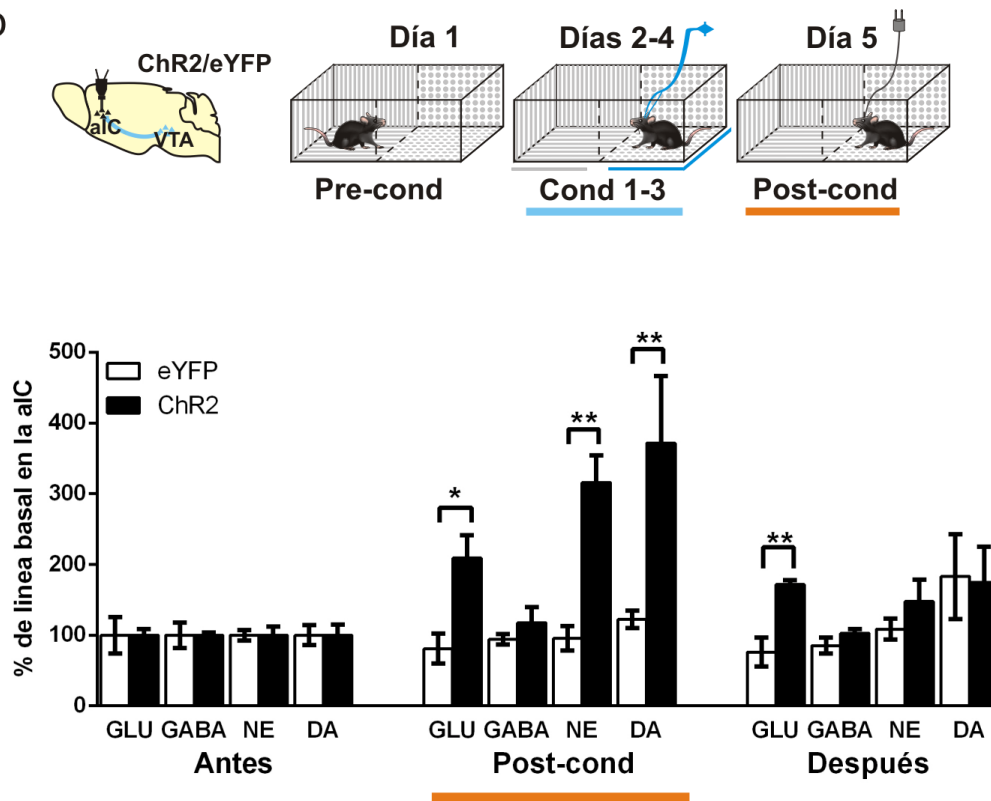 Día 1 Días 2-4 Día 5
ChR2/eYFP
aIC
VTA
Pre-cond Cond 1-3 Post-cond
% de linea basal en la aIC
500
400
300
200
100
0
eYFP
ChR2
*
**
**
**
GLU GABA NE DA GLU GABA NE DA GLU GABA NE DA
Antes Post-cond Después